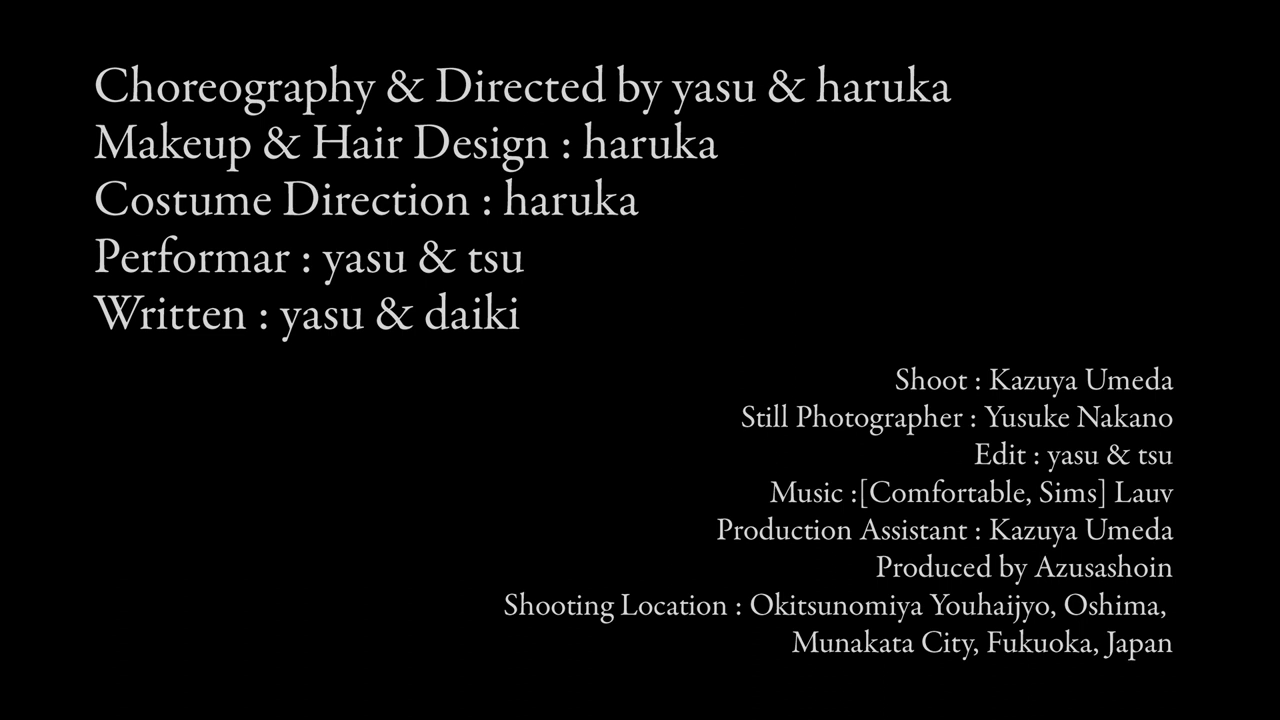 Choreography & Directed by yasu & haruka
Makeup & Hair Design : haruka
Costume Direction : haruka
Performar : yasu & tsu
Written : yasu & daiki
Shoot : Kazuya Umeda
Still Photographer : Yusuke Nakano
Edit : yasu & tsu
Music :[Comfortable, Sims] Lauv
Production Assistant : Kazuya Umeda
Produced by Azusashoin
Shooting Location : Okitsunomiya Youhaijyo, Oshima,
Munakata City, Fukuoka, Japan